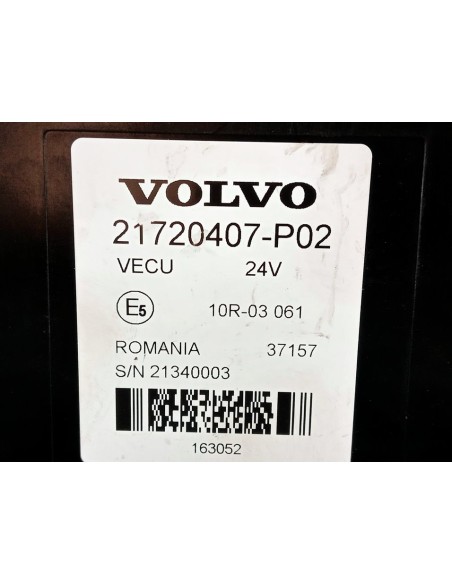 VOLVO
21720407-P02
VECU 24V
E5 10R-03 061
ROMANIA 37157
S/N 21340003
163052